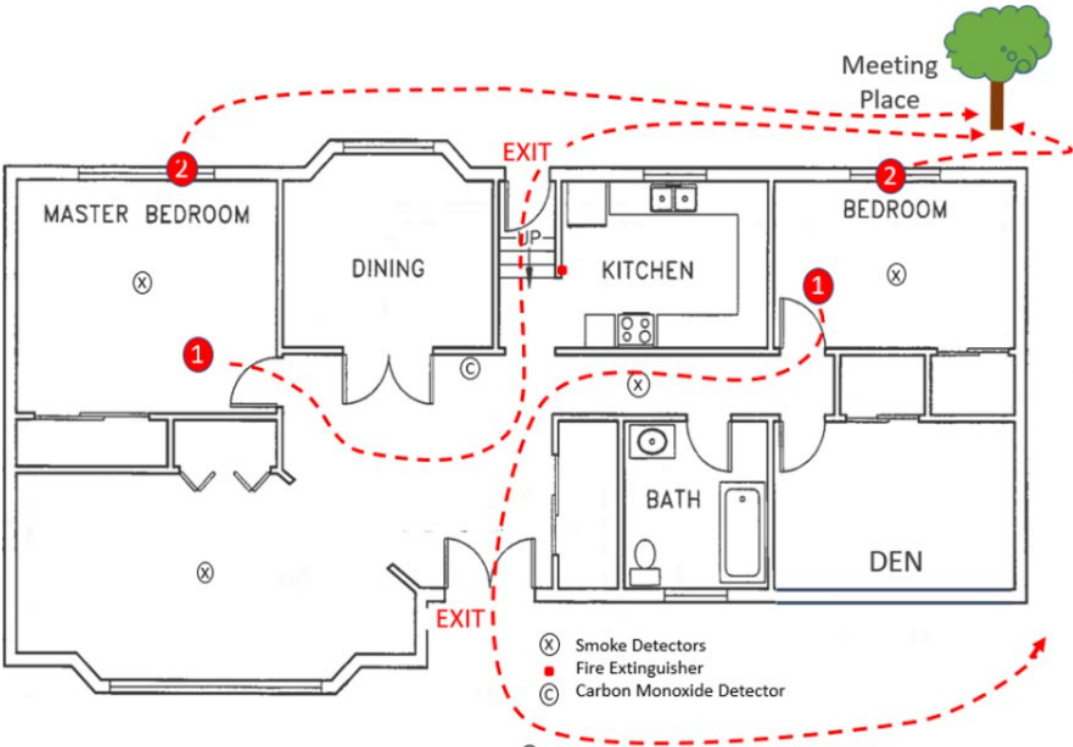 Meeting
Place
EXIT
2
2
MASTER BEDROOM
BEDROOM
UP
DINING
KITCHEN
X
X
1
1
C
X
BATH
DEN
X
EXIT
X Smoke Detectors
Fire Extinguisher
C Carbon Monoxide Detector